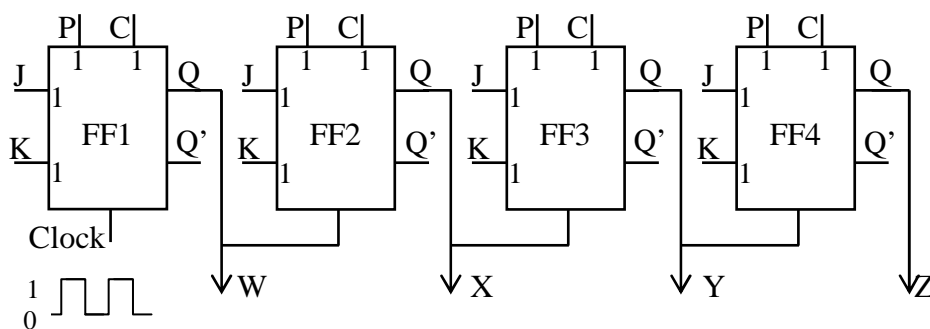 P C P C P C P C
1 1 1 1 1 1 1 1
J Q J Q J Q J Q
1 1 1 1
FF1 FF2 FF3 FF4
K Q’ K Q’ K Q’ K Q’
1 1 1 1
Clock
1 W X Y Z
0